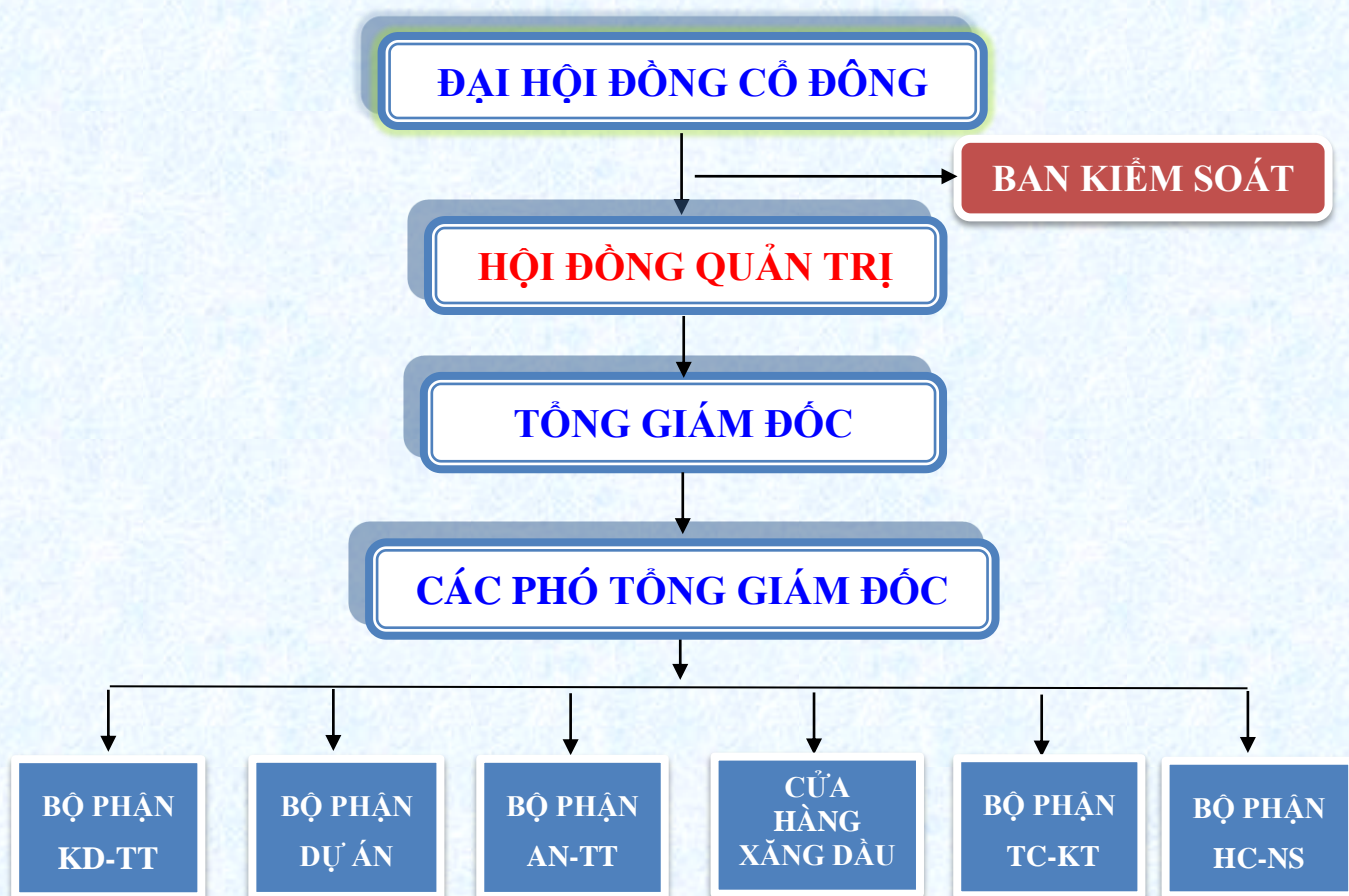 ĐẠI HỘI ĐỒNG CỔ ĐÔNG
BAN KIỂM SOÁT
HỘI ĐỒNG QUẢN TRỊ
TỔNG GIÁM ĐỐC
CÁC PHÓ TỔNG GIÁM ĐỐC
BỘ PHẬN
KD-TT
BỘ PHẬN
DỰ ÁN
BỘ PHẬN
AN-TT
CỬA
HÀNG
XĂNG DẦU
BỘ PHẬN
TC-KT
BỘ PHẬN
HC-NS